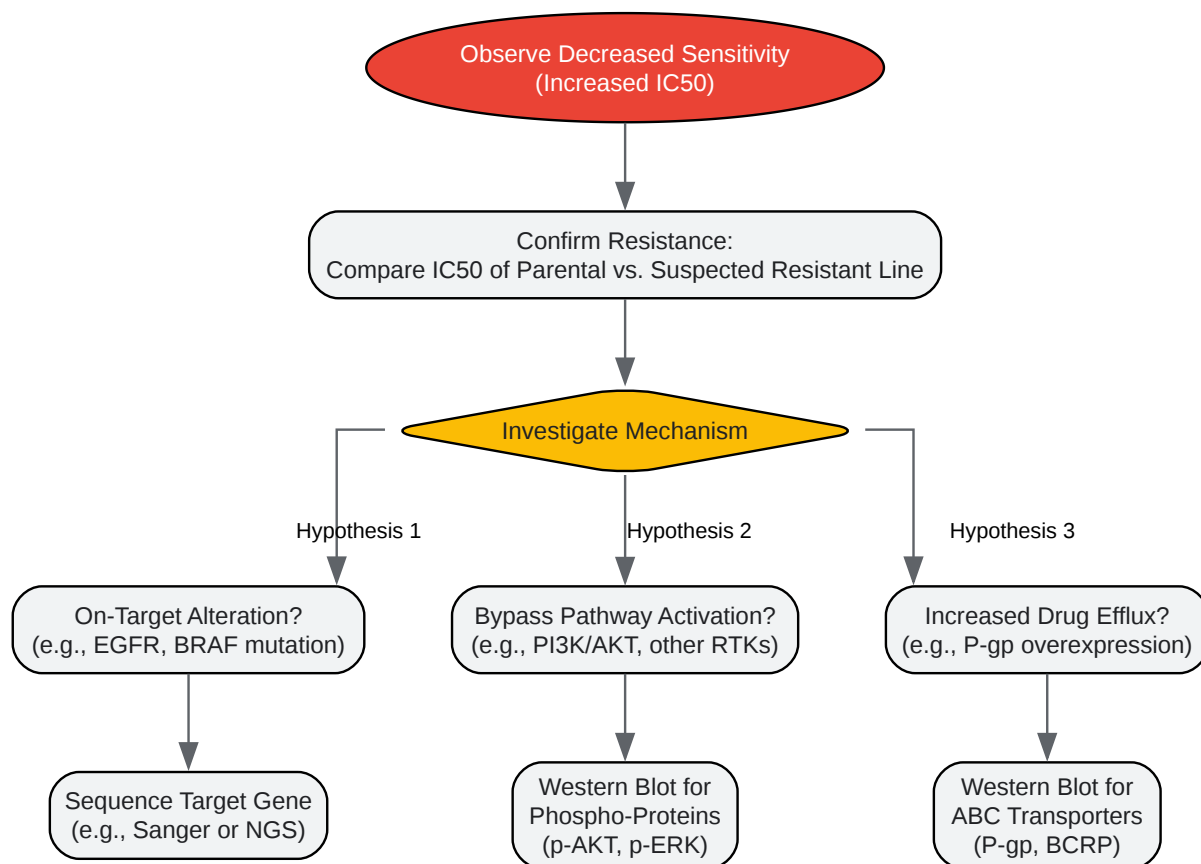 Observe Decreased Sensitivity
(Increased IC50)
Confirm Resistance:
Compare IC50 of Parental vs. Suspected Resistant Line
Investigate Mechanism
Hypothesis 1
Hypothesis 2
Hypothesis 3
On-Target Alteration?
(e.g., EGFR, BRAF mutation)
Bypass Pathway Activation?
(e.g., PI3K/AKT, other RTKs)
Increased Drug Efflux?
(e.g., P-gp overexpression)
Sequence Target Gene
(e.g., Sanger or NGS)
Western Blot for
Phospho-Proteins
(p-AKT, p-ERK)
Western Blot for
ABC Transporters
(P-gp, BCRP)